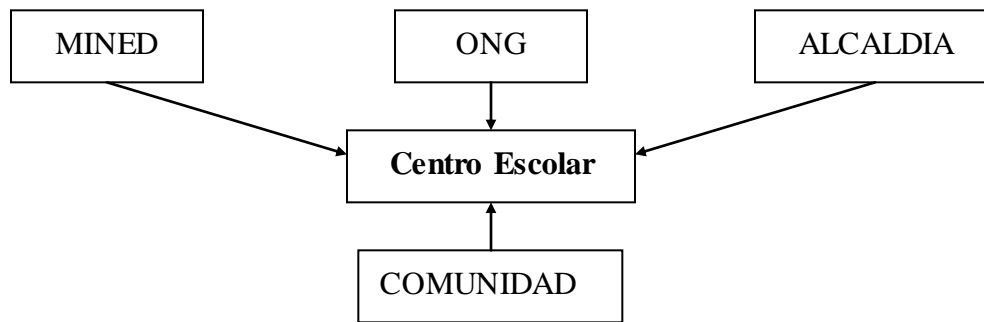 MINED
ONG
ALCALDIA
Centro Escolar
COMUNIDAD